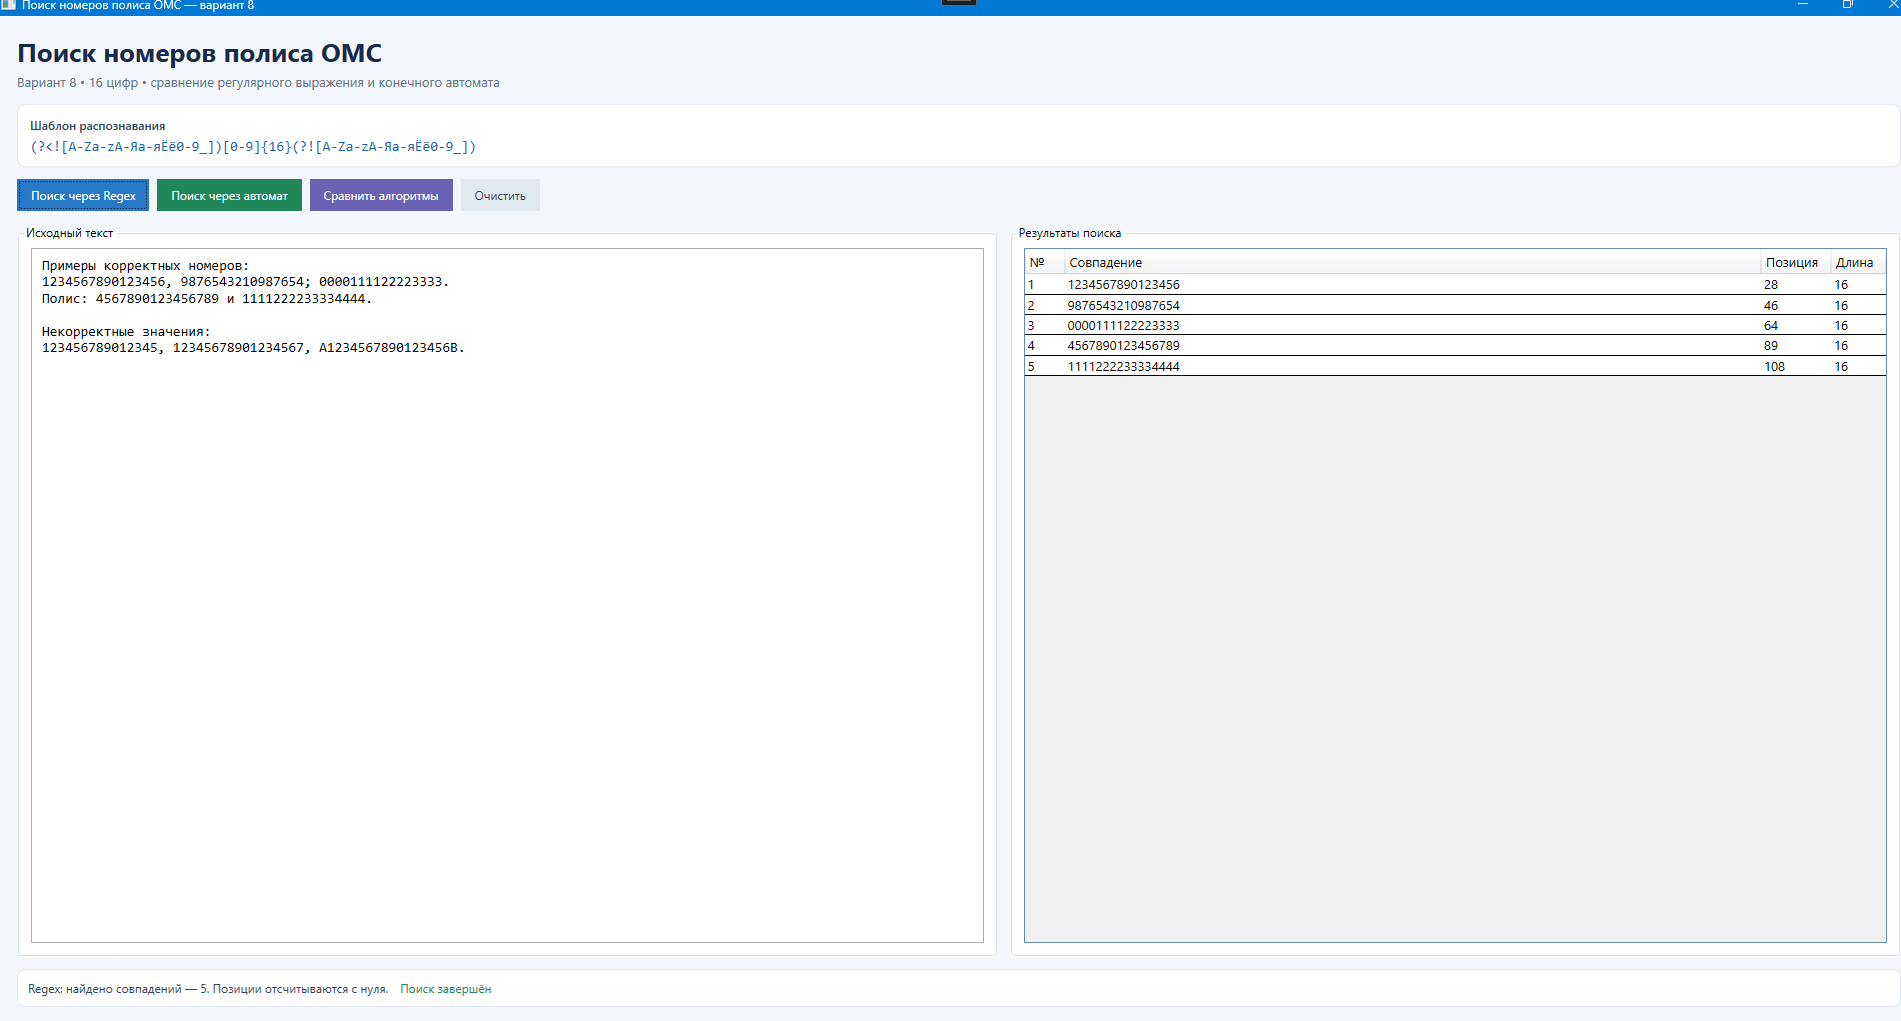 Поиск номеров полиса ОМС — вариант 8
Поиск номеров полиса ОМС
Вариант 8 • 16 цифр • сравнение регулярного выражения и конечного автомата
Шаблон распознавания
(?<![A-Za-zА-Яа-яЁё0-9_])[0-9]{16}(?![A-Za-zА-Яа-яЁё0-9_])
Поиск через Regex Поиск через автомат Сравнить алгоритмы Очистить
Исходный текст
Примеры корректных номеров:
1234567890123456, 9876543210987654; 0000111122223333.
Полис: 4567890123456789 и 1111222233334444.
Некорректные значения:
123456789012345, 12345678901234567, A1234567890123456B.
Результаты поиска
№ Совпадение Позиция Длина
1 1234567890123456 28 16
2 9876543210987654 46 16
3 0000111122223333 64 16
4 4567890123456789 89 16
5 1111222233334444 108 16
Regex: найдено совпадений — 5. Позиции отсчитываются с нуля. Поиск завершён